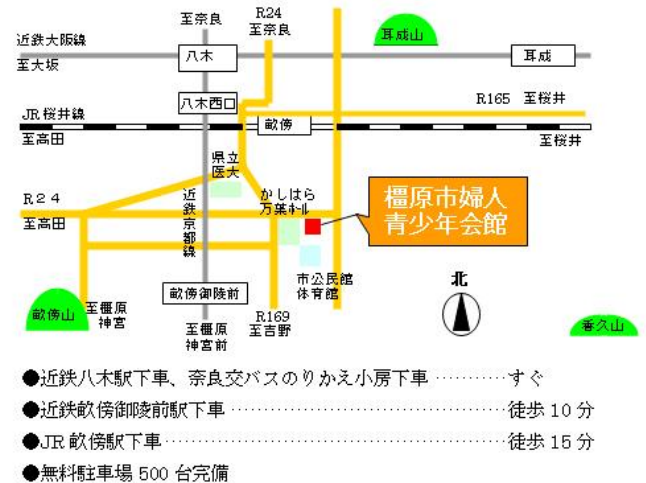 R24
至奈良
至奈良
耳成山
近鉄大阪線
至大坂
八木
耳成
八木西口
R165 至桜井
JR桜井線
至高田
畝傍
至桜井
県立
医大
かしはら
万葉ホール
R24
至高田
近鉄京都線
橿原市婦人
青少年会館
市公民館
体育館
北
畝傍御陵前
畝傍山
至橿原
神宮
至橿原
神宮前
R169
至吉野
香久山
●近鉄八木駅下車、奈良交バスのりかえ小房下車…………すぐ
●近鉄畝傍御陵前駅下車……………………………………徒歩10分
●JR畝傍駅下車………………………………………………徒歩15分
●無料駐車場500台完備